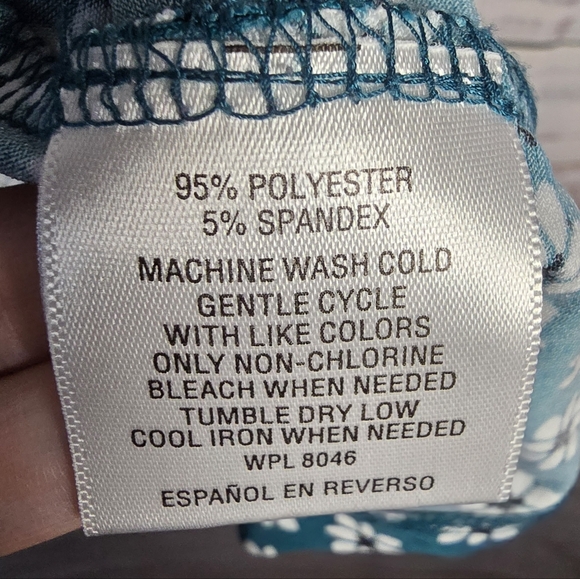 95% POLYESTER
5% SPANDEX
MACHINE WASH COLD
GENTLE CYCLE
WITH LIKE COLORS
ONLY NON-CHLORINE
BLEACH WHEN NEEDED
TUMBLE DRY LOW
COOL IRON WHEN NEEDED
WPL 8046
ESPAÑOL EN REVERSO